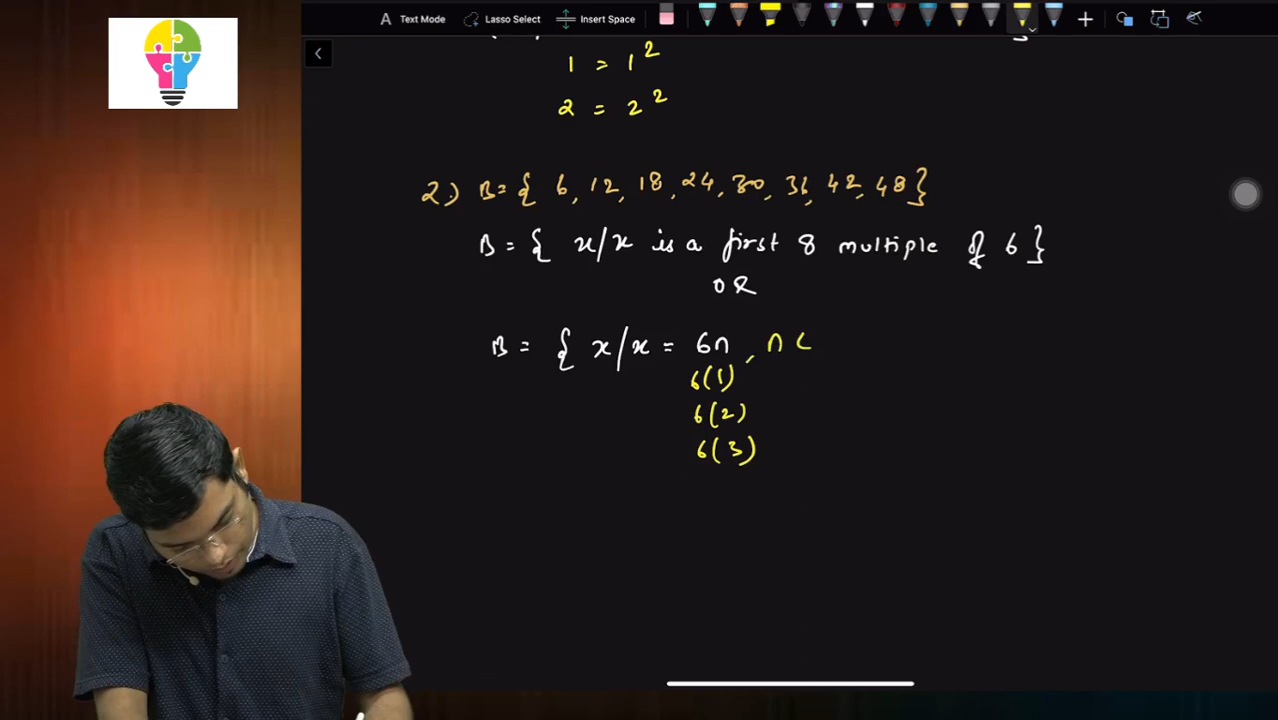 Text Mode Lasso Select Insert Space
1 = 1²
2 = 2²
2.) B = { 6, 12, 18, 24, 30, 36, 42, 48 }
B = { x/x is a first 8 multiple of 6 }
OR
B = { x/x = 6n, n <
6(1)
6(2)
6(3)